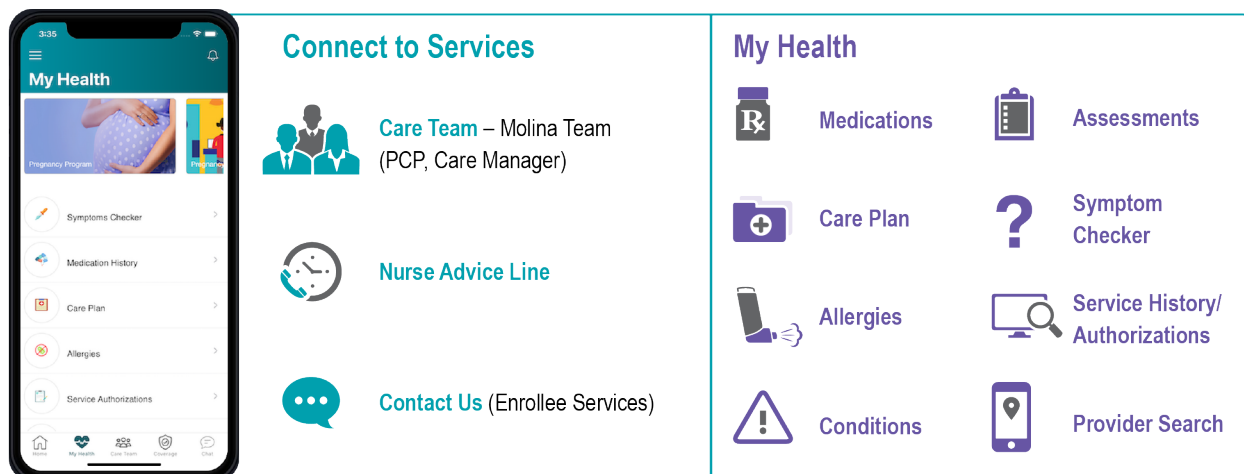 3:35
My Health
Pregnancy Program
Pregnancy
Symptoms Checker
Medication History
Care Plan
Allergies
Service Authorizations
Home
My Health
Care Team
Coverage
Chat
Connect to Services
Care Team – Molina Team
(PCP, Care Manager)
Nurse Advice Line
Contact Us (Enrollee Services)
My Health
Rx
Medications
Assessments
Care Plan
Symptom
Checker
Allergies
Service History/
Authorizations
Conditions
Provider Search